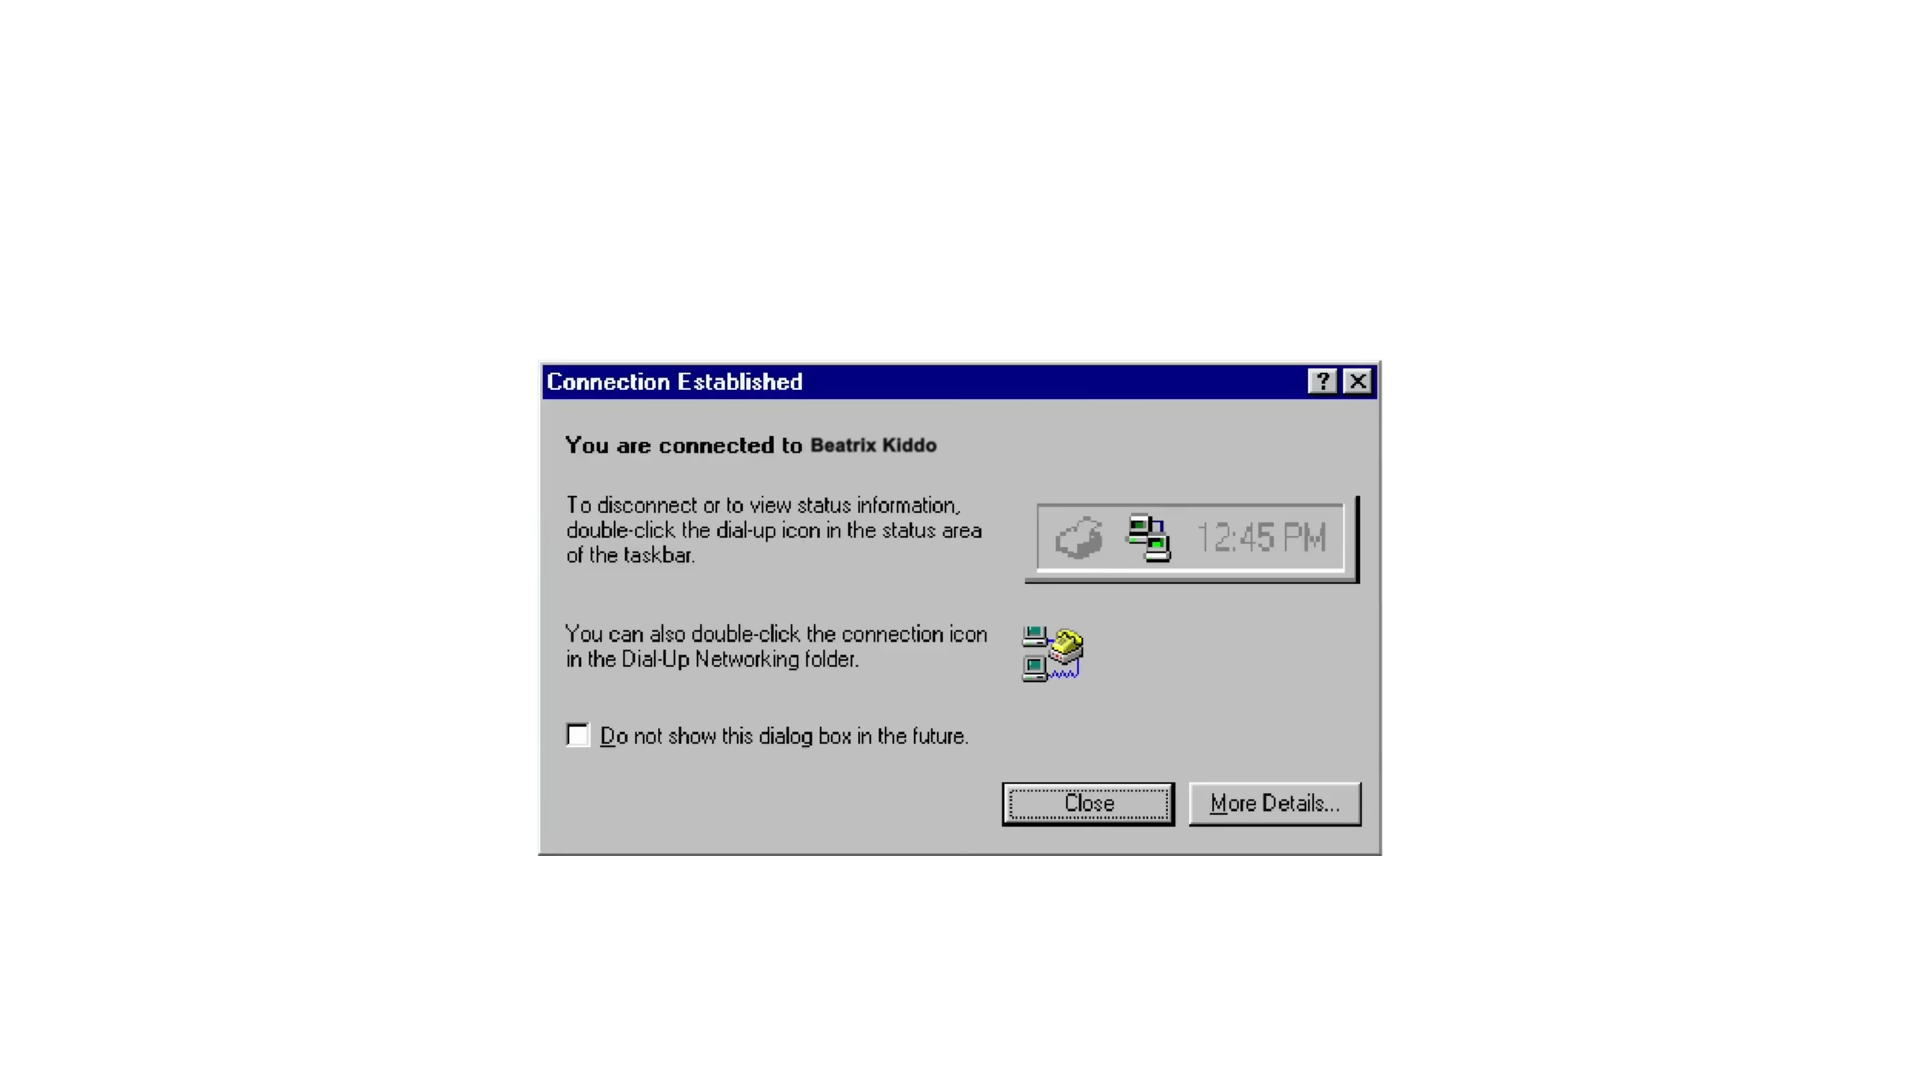 Connection Established
You are connected to Beatrix Kiddo
To disconnect or to view status information,
double-click the dial-up icon in the status area
of the taskbar.
12:45 PM
You can also double-click the connection icon
in the Dial-Up Networking folder.
Do not show this dialog box in the future.
Close More Details...